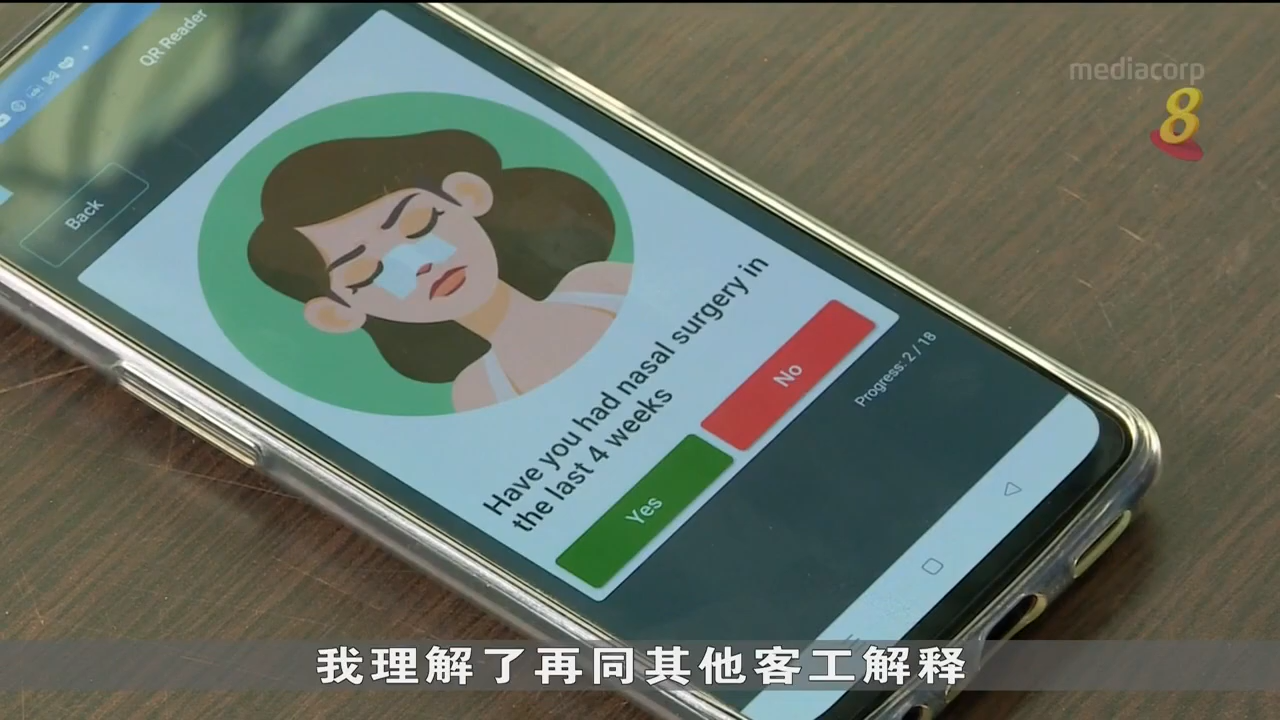 mediacorp
8
QR Reader
Back
Have you had nasal surgery in
the last 4 weeks
Yes
No
Progress: 2 / 18
我理解了再同其他客工解释